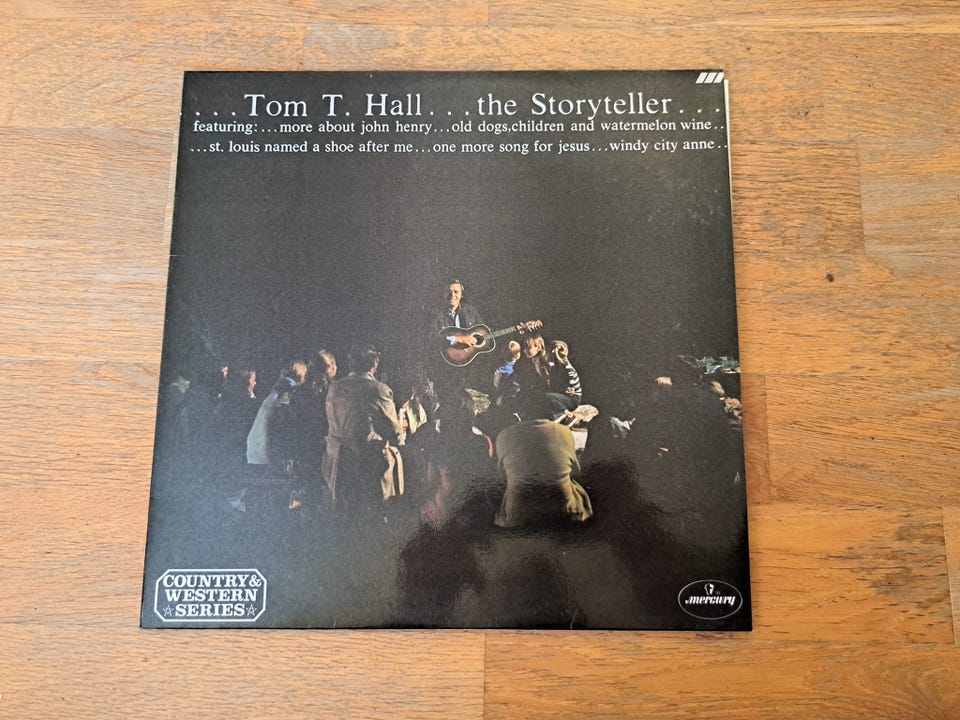 ...Tom T. Hall...the Storyteller...
featuring:...more about john henry...old dogs,children and watermelon wine..
...st. louis named a shoe after me...one more song for jesus...windy city anne..
COUNTRY&
WESTERN
SERIES
mercury